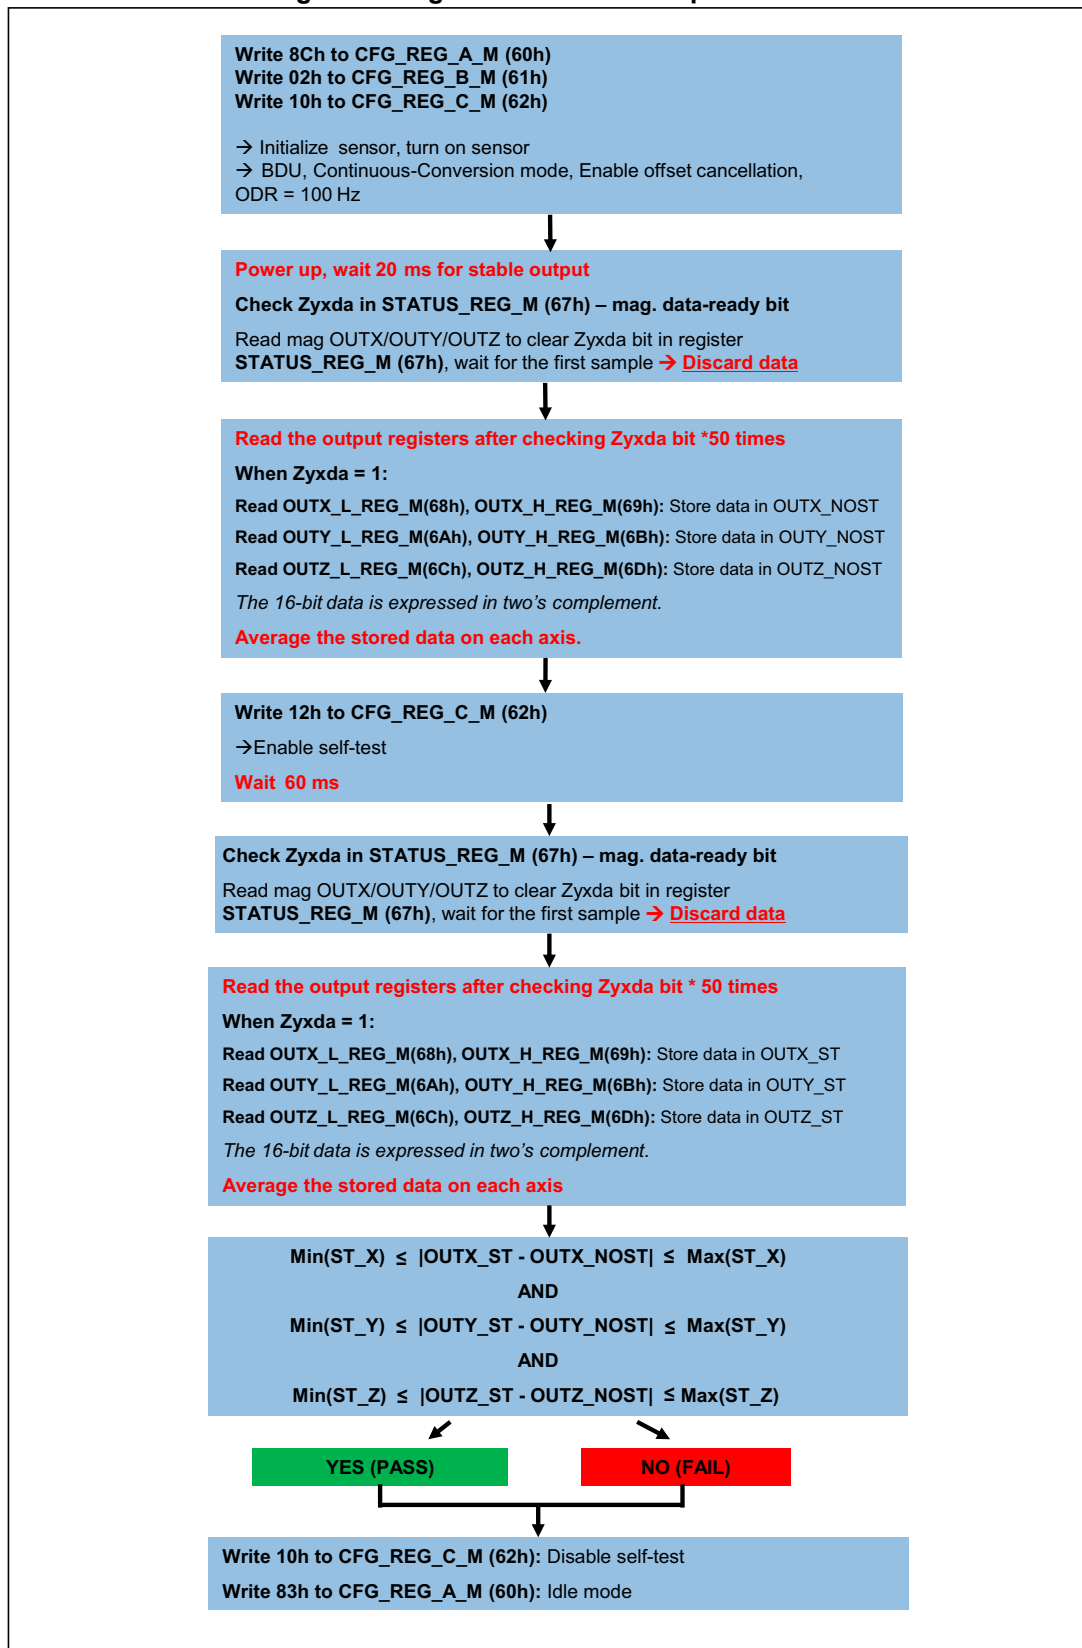 Write 8Ch to CFG_REG_A_M (60h)
Write 02h to CFG_REG_B_M (61h)
Write 10h to CFG_REG_C_M (62h)
→ Initialize sensor, turn on sensor
→ BDU, Continuous-Conversion mode, Enable offset cancellation,
ODR = 100 Hz
Power up, wait 20 ms for stable output
Check Zyxda in STATUS_REG_M (67h) – mag. data-ready bit
Read mag OUTX/OUTY/OUTZ to clear Zyxda bit in register
STATUS_REG_M (67h), wait for the first sample → Discard data
Read the output registers after checking Zyxda bit *50 times
When Zyxda = 1:
Read OUTX_L_REG_M(68h), OUTX_H_REG_M(69h): Store data in OUTX_NOST
Read OUTY_L_REG_M(6Ah), OUTY_H_REG_M(6Bh): Store data in OUTY_NOST
Read OUTZ_L_REG_M(6Ch), OUTZ_H_REG_M(6Dh): Store data in OUTZ_NOST
The 16-bit data is expressed in two’s complement.
Average the stored data on each axis.
Write 12h to CFG_REG_C_M (62h)
→Enable self-test
Wait 60 ms
Check Zyxda in STATUS_REG_M (67h) – mag. data-ready bit
Read mag OUTX/OUTY/OUTZ to clear Zyxda bit in register
STATUS_REG_M (67h), wait for the first sample → Discard data
Read the output registers after checking Zyxda bit * 50 times
When Zyxda = 1:
Read OUTX_L_REG_M(68h), OUTX_H_REG_M(69h): Store data in OUTX_ST
Read OUTY_L_REG_M(6Ah), OUTY_H_REG_M(6Bh): Store data in OUTY_ST
Read OUTZ_L_REG_M(6Ch), OUTZ_H_REG_M(6Dh): Store data in OUTZ_ST
The 16-bit data is expressed in two’s complement.
Average the stored data on each axis
Min(ST_X) ≤ |OUTX_ST - OUTX_NOST| ≤ Max(ST_X)
AND
Min(ST_Y) ≤ |OUTY_ST - OUTY_NOST| ≤ Max(ST_Y)
AND
Min(ST_Z) ≤ |OUTZ_ST - OUTZ_NOST| ≤ Max(ST_Z)
YES (PASS) NO (FAIL)
Write 10h to CFG_REG_C_M (62h): Disable self-test
Write 83h to CFG_REG_A_M (60h): Idle mode